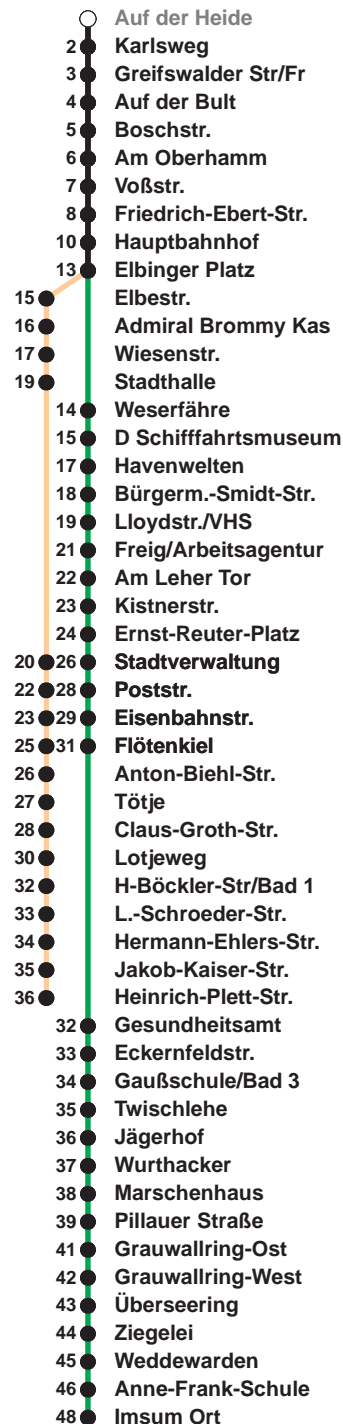 Auf der Heide
2 Karlsweg
3 Greifswalder Str/Fr
4 Auf der Bult
5 Boschstr.
6 Am Oberhamm
7 Voßstr.
8 Friedrich-Ebert-Str.
10 Hauptbahnhof
13 Elbinger Platz
15 Elbestr.
16 Admiral Brommy Kas
17 Wiesenstr.
19 Stadthalle
14 Weserfähre
15 D Schifffahrtsmuseum
17 Havenwelten
18 Bürgerm.-Smidt-Str.
19 Lloydstr./VHS
21 Freig/Arbeitsagentur
22 Am Leher Tor
23 Kistnerstr.
24 Ernst-Reuter-Platz
20 26 Stadtverwaltung
22 28 Poststr.
23 29 Eisenbahnstr.
25 31 Flötenkiel
26 Anton-Biehl-Str.
27 Tötje
28 Claus-Groth-Str.
30 Lotjeweg
32 H-Böckler-Str/Bad 1
33 L.-Schroeder-Str.
34 Hermann-Ehlers-Str.
35 Jakob-Kaiser-Str.
36 Heinrich-Plett-Str.
32 Gesundheitsamt
33 Eckernfeldstr.
34 Gaußschule/Bad 3
35 Twischlehe
36 Jägerhof
37 Wurthacker
38 Marschenhaus
39 Pillauer Straße
41 Grauwallring-Ost
42 Grauwallring-West
43 Überseering
44 Ziegelei
45 Weddewarden
46 Anne-Frank-Schule
48 Imsum Ort